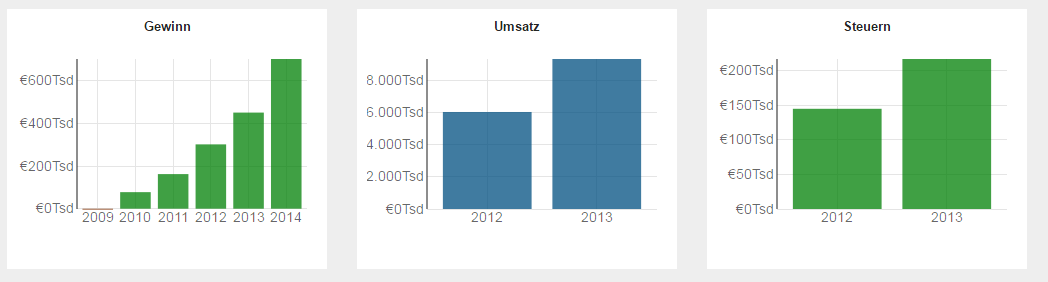 Gewinn
€600Tsd
€400Tsd
€200Tsd
€0Tsd
2009 2010 2011 2012 2013 2014
Umsatz
8.000Tsd
6.000Tsd
4.000Tsd
2.000Tsd
€0Tsd
2012 2013
Steuern
€200Tsd
€150Tsd
€100Tsd
€50Tsd
€0Tsd
2012 2013